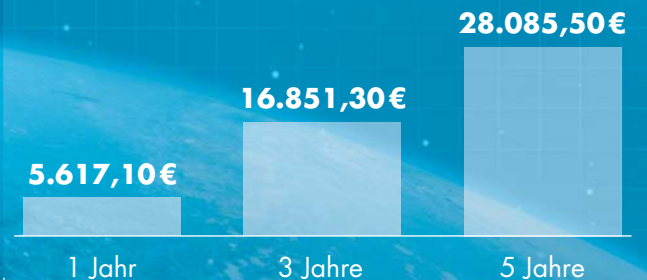 28.085,50 €
16.851,30 €
5.617,10 €
1 Jahr
3 Jahre
5 Jahre